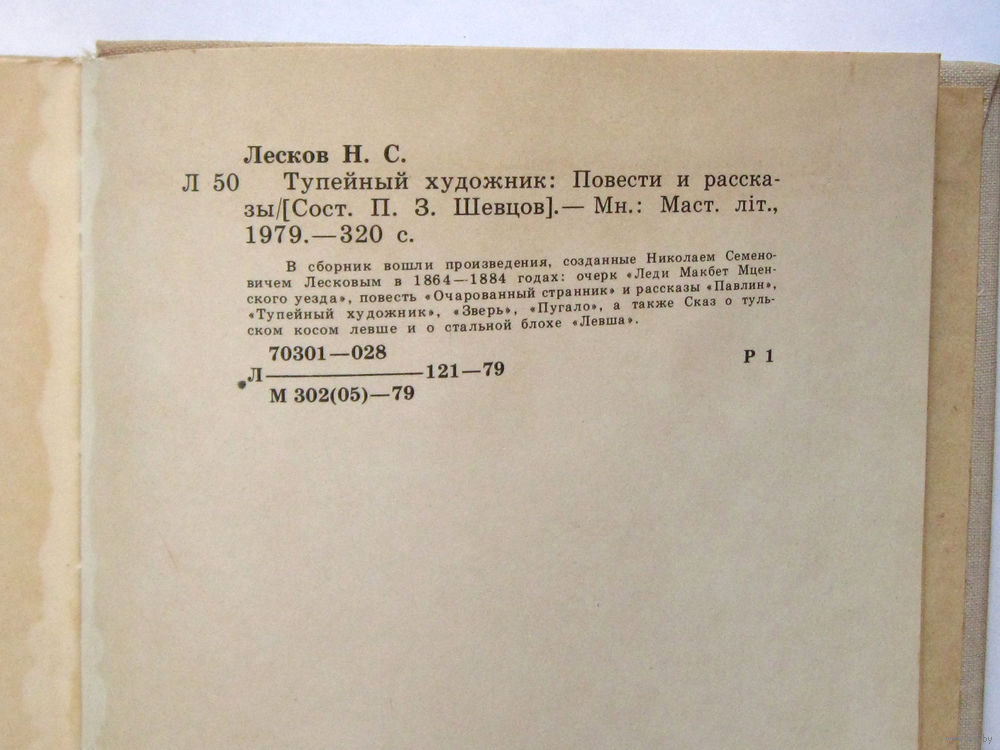 Лесков Н. С.
Л 50 Тупейный художник: Повести и расска-
зы/[Сост. П. З. Шевцов].— Мн.: Маст. літ.,
1979.—320 с.
В сборник вошли произведения, созданные Николаем Семено-
вичем Лесковым в 1864—1884 годах: очерк «Леди Макбет Мцен-
ского уезда», повесть «Очарованный странник» и рассказы «Павлин»,
«Тупейный художник», «Зверь», «Пугало», а также Сказ о туль-
ском косом левше и о стальной блохе «Левша».
70301—028
Л————121—79
М 302(05)—79
Р 1